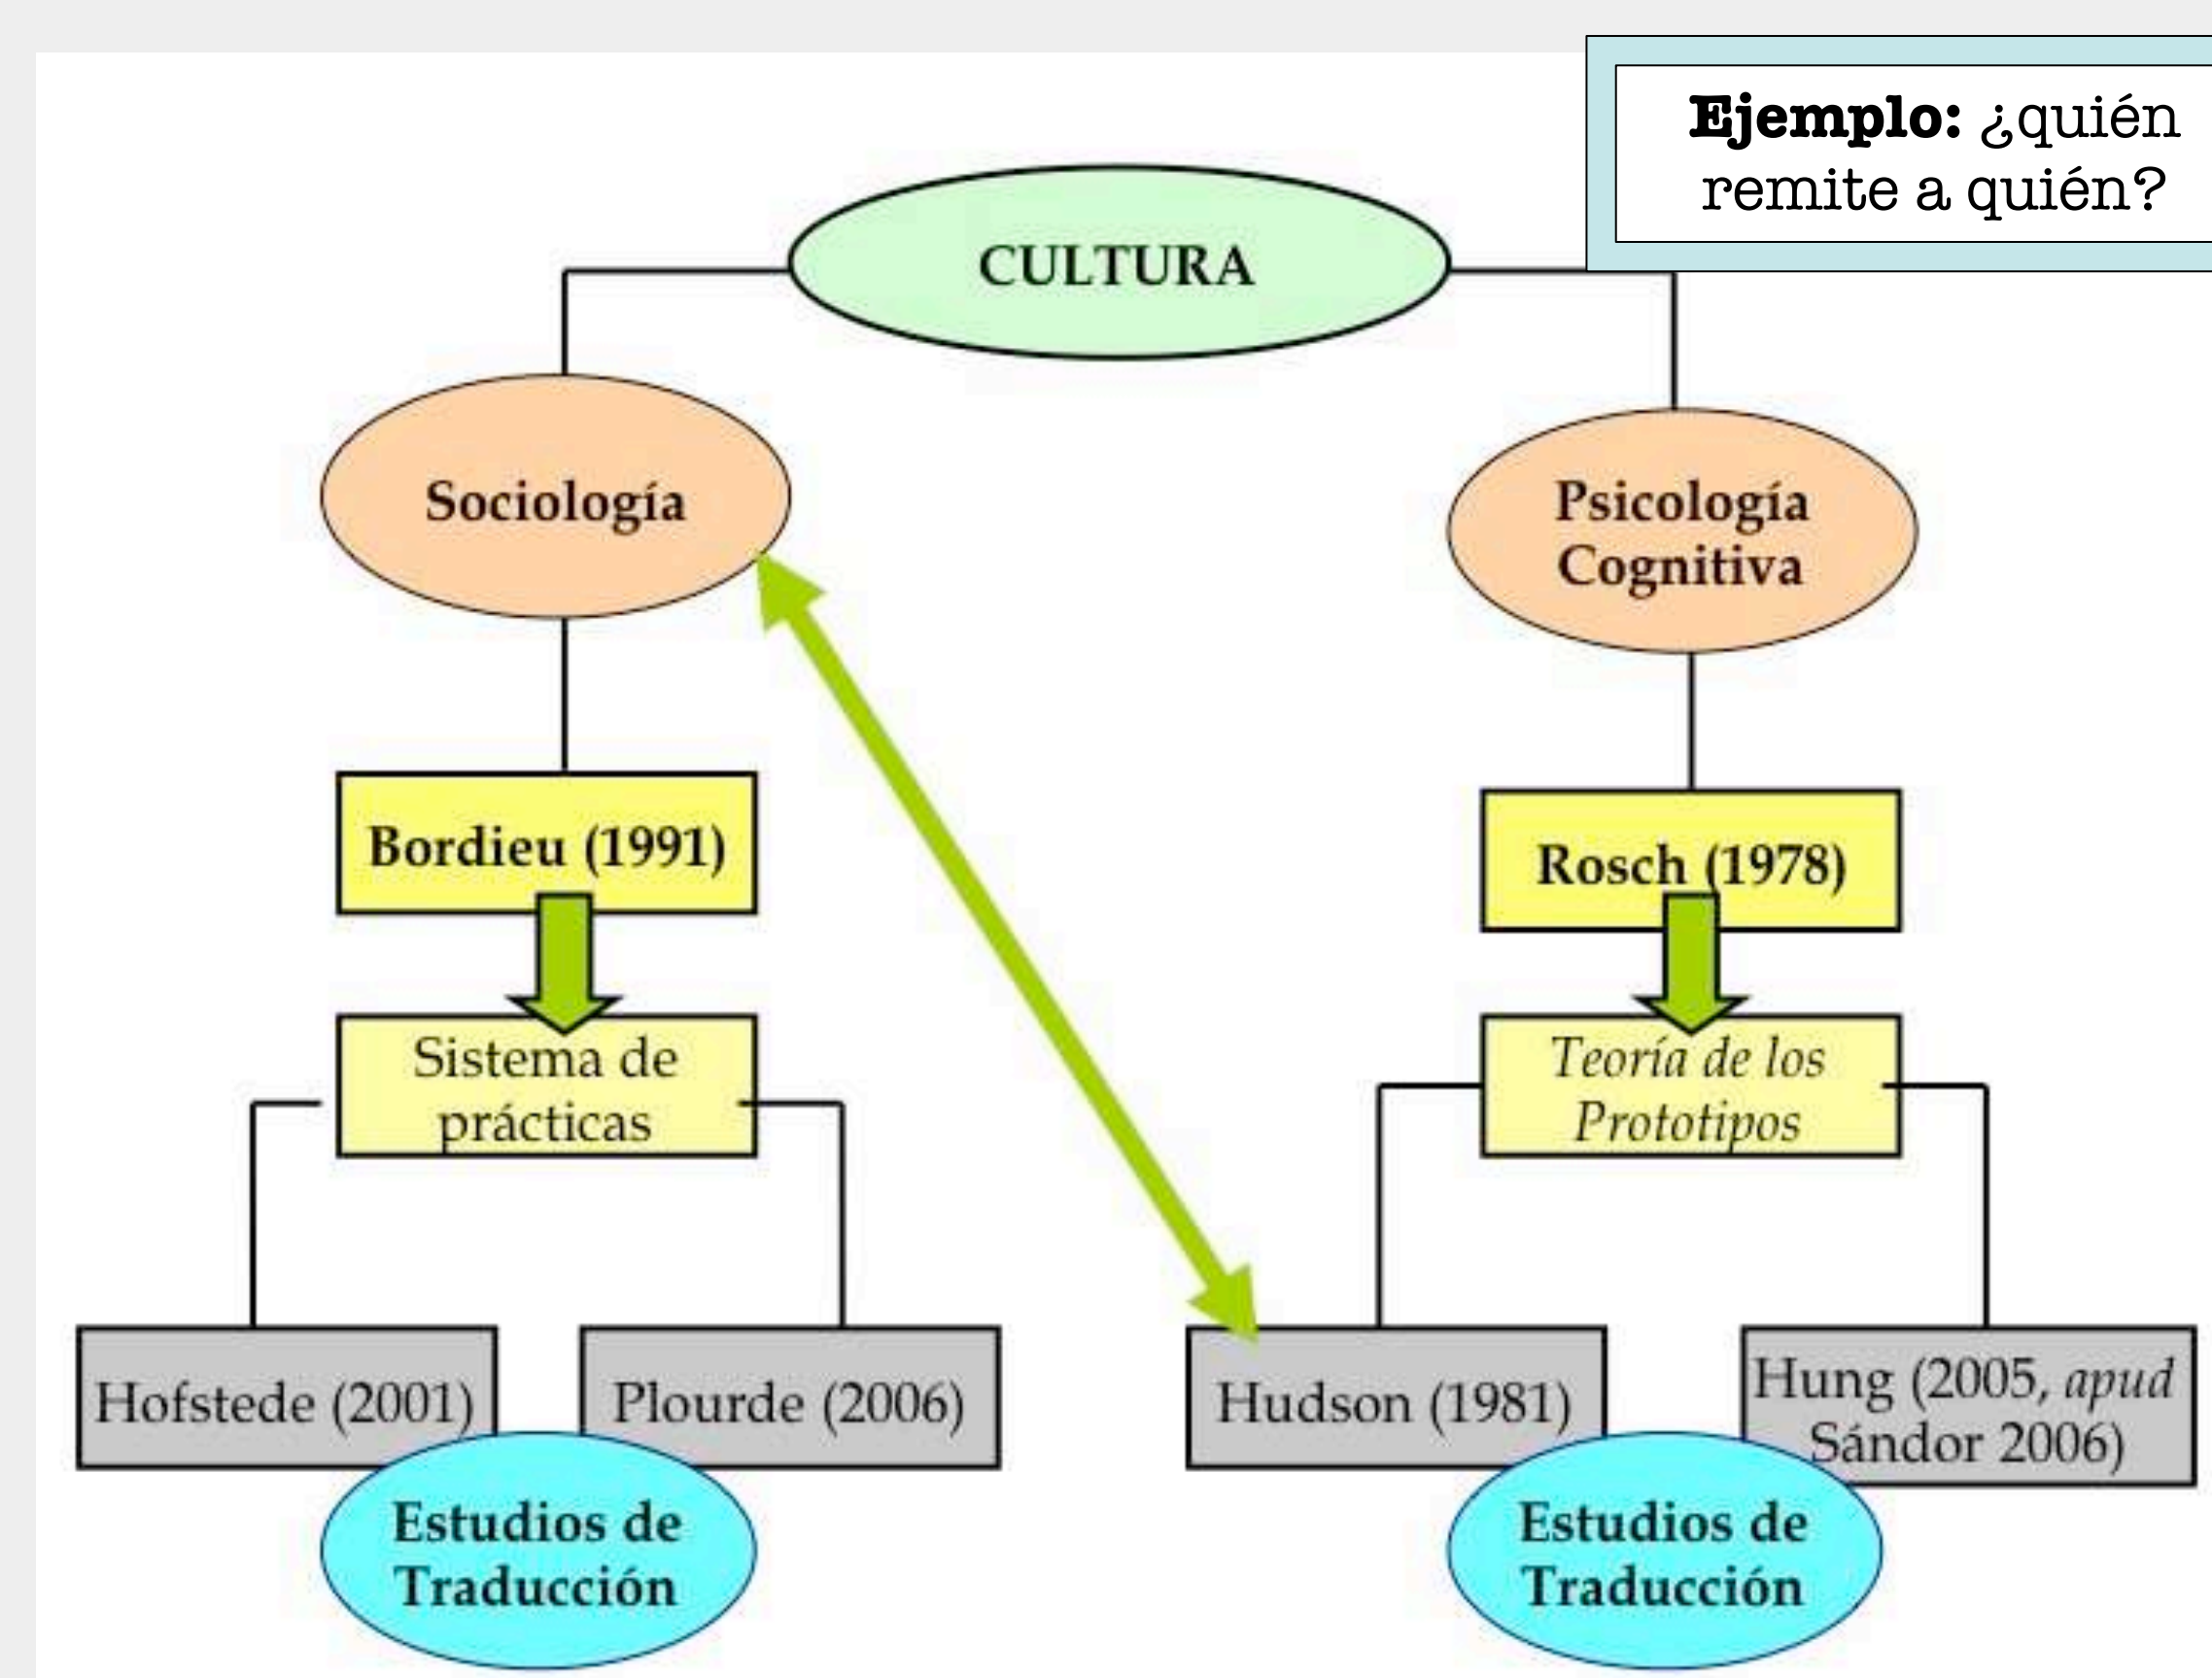 Ejemplo: ¿quién
remite a quién?
CULTURA
Sociología
Psicología
Cognitiva
Bordieu (1991)
Rosch (1978)
Sistema de
prácticas
Teoría de los
Prototipos
Hofstede (2001)
Plourde (2006)
Hudson (1981)
Hung (2005, apud
Sándor 2006)
Estudios de
Traducción
Estudios de
Traducción